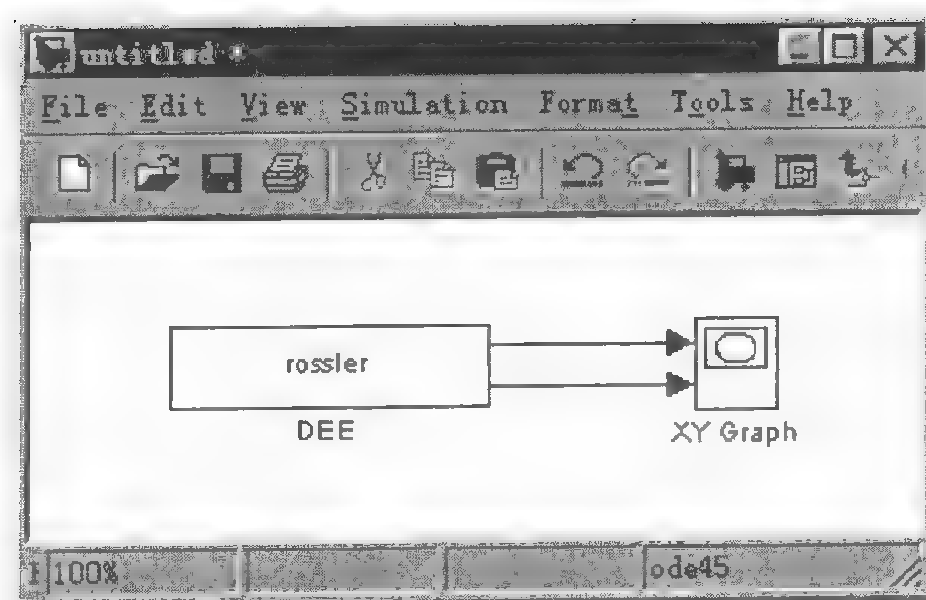 untitled *
File Edit View Simulation Format Tools Help
rossler
DEE
XY Graph
100% ode45